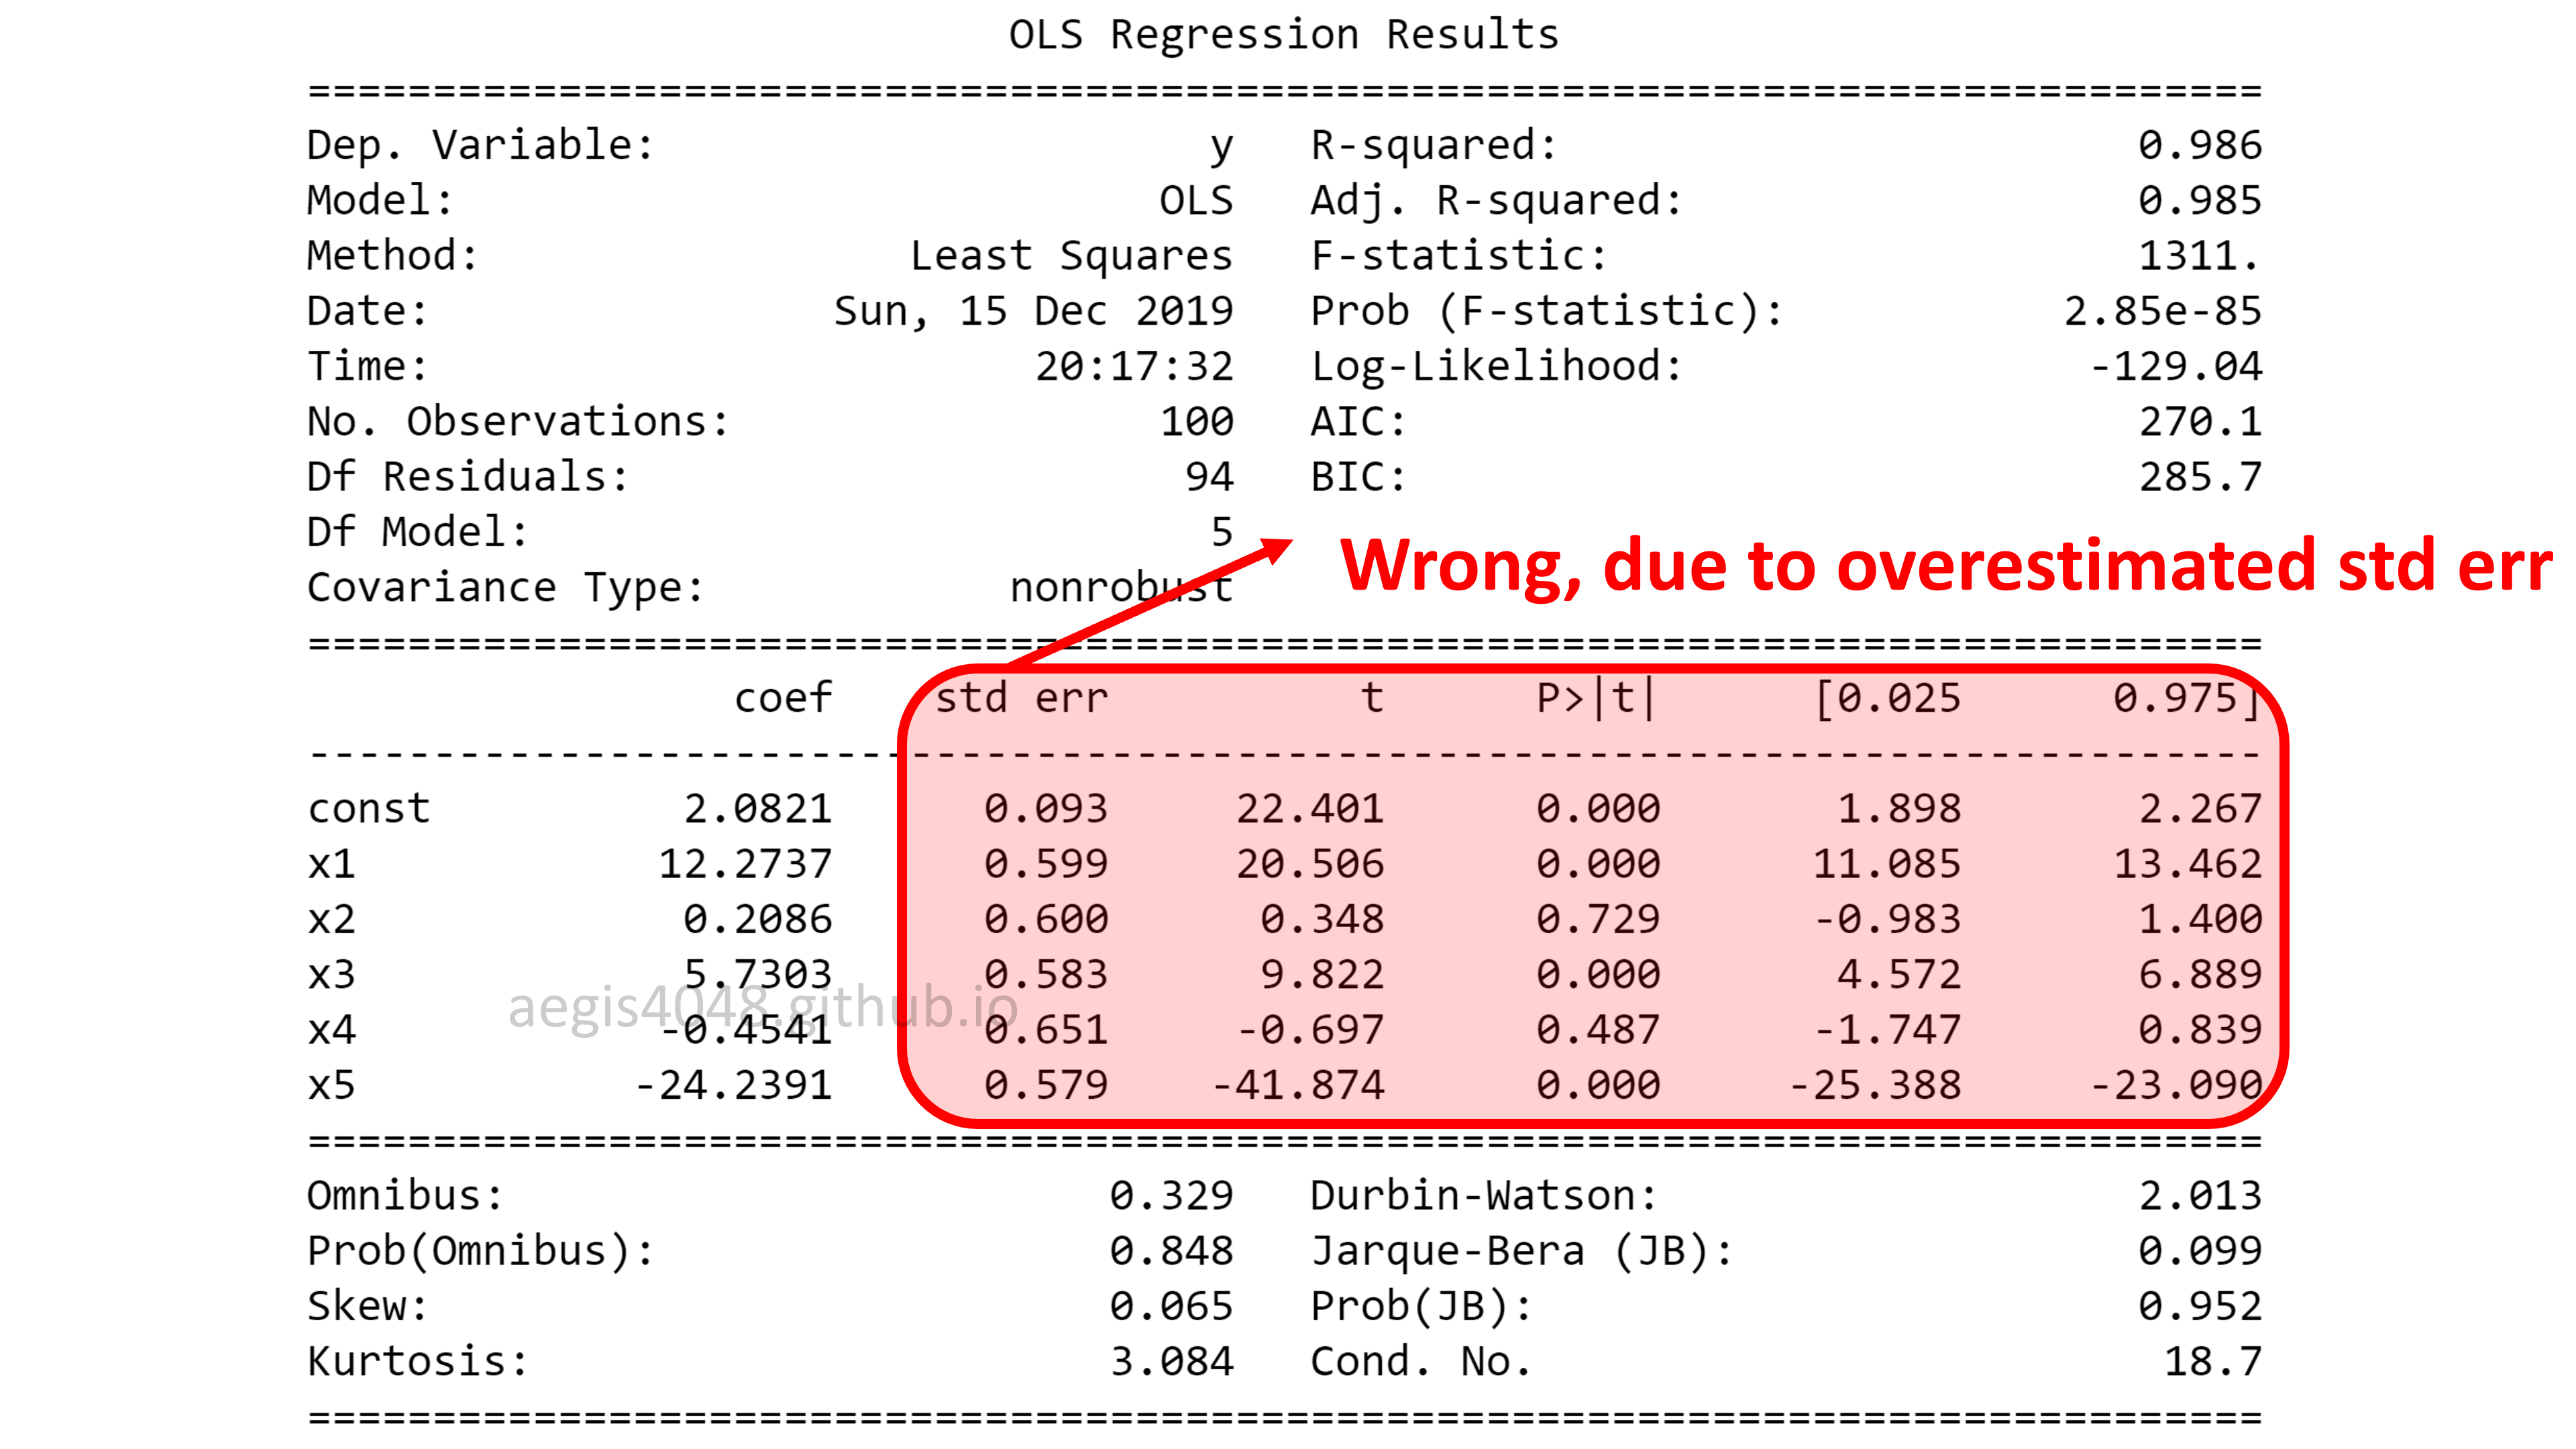 OLS Regression Results
==============================================================================
Dep. Variable: y R-squared: 0.986
Model: OLS Adj. R-squared: 0.985
Method: Least Squares F-statistic: 1311.
Date: Sun, 15 Dec 2019 Prob (F-statistic): 2.85e-85
Time: 20:17:32 Log-Likelihood: -129.04
No. Observations: 100 AIC: 270.1
Df Residuals: 94 BIC: 285.7
Df Model: 5
Wrong, due to overestimated std err
Covariance Type: nonrobust
==============================================================================
coef std err t P>|t| [0.025 0.975]
------------------------------------------------------------------------------
const 2.0821 0.093 22.401 0.000 1.898 2.267
x1 12.2737 0.599 20.506 0.000 11.085 13.462
x2 0.2086 0.600 0.348 0.729 -0.983 1.400
x3 5.7303 0.583 9.822 0.000 4.572 6.889
aegis4048.github.io
x4 -0.4541 0.651 -0.697 0.487 -1.747 0.839
x5 -24.2391 0.579 -41.874 0.000 -25.388 -23.090
==============================================================================
Omnibus: 0.329 Durbin-Watson: 2.013
Prob(Omnibus): 0.848 Jarque-Bera (JB): 0.099
Skew: 0.065 Prob(JB): 0.952
Kurtosis: 3.084 Cond. No. 18.7
==============================================================================